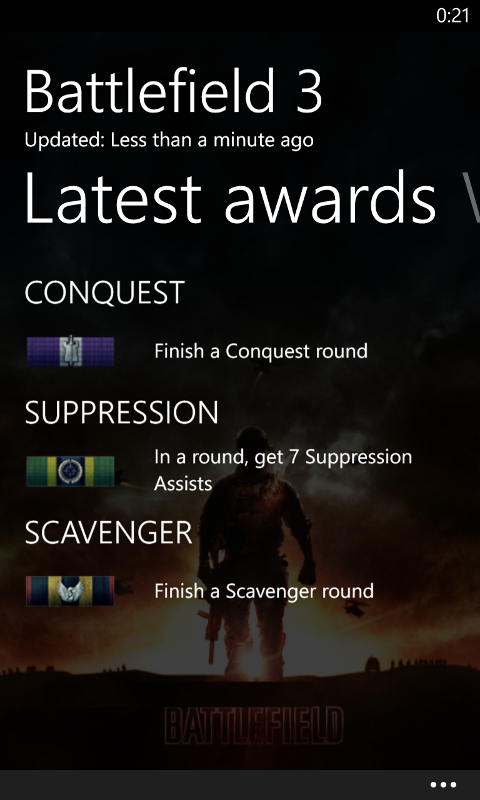 0:21
Battlefield 3
Updated: Less than a minute ago
Latest awards
CONQUEST
Finish a Conquest round
SUPPRESSION
In a round, get 7 Suppression
Assists
SCAVENGER
Finish a Scavenger round
BATTLEFIELD